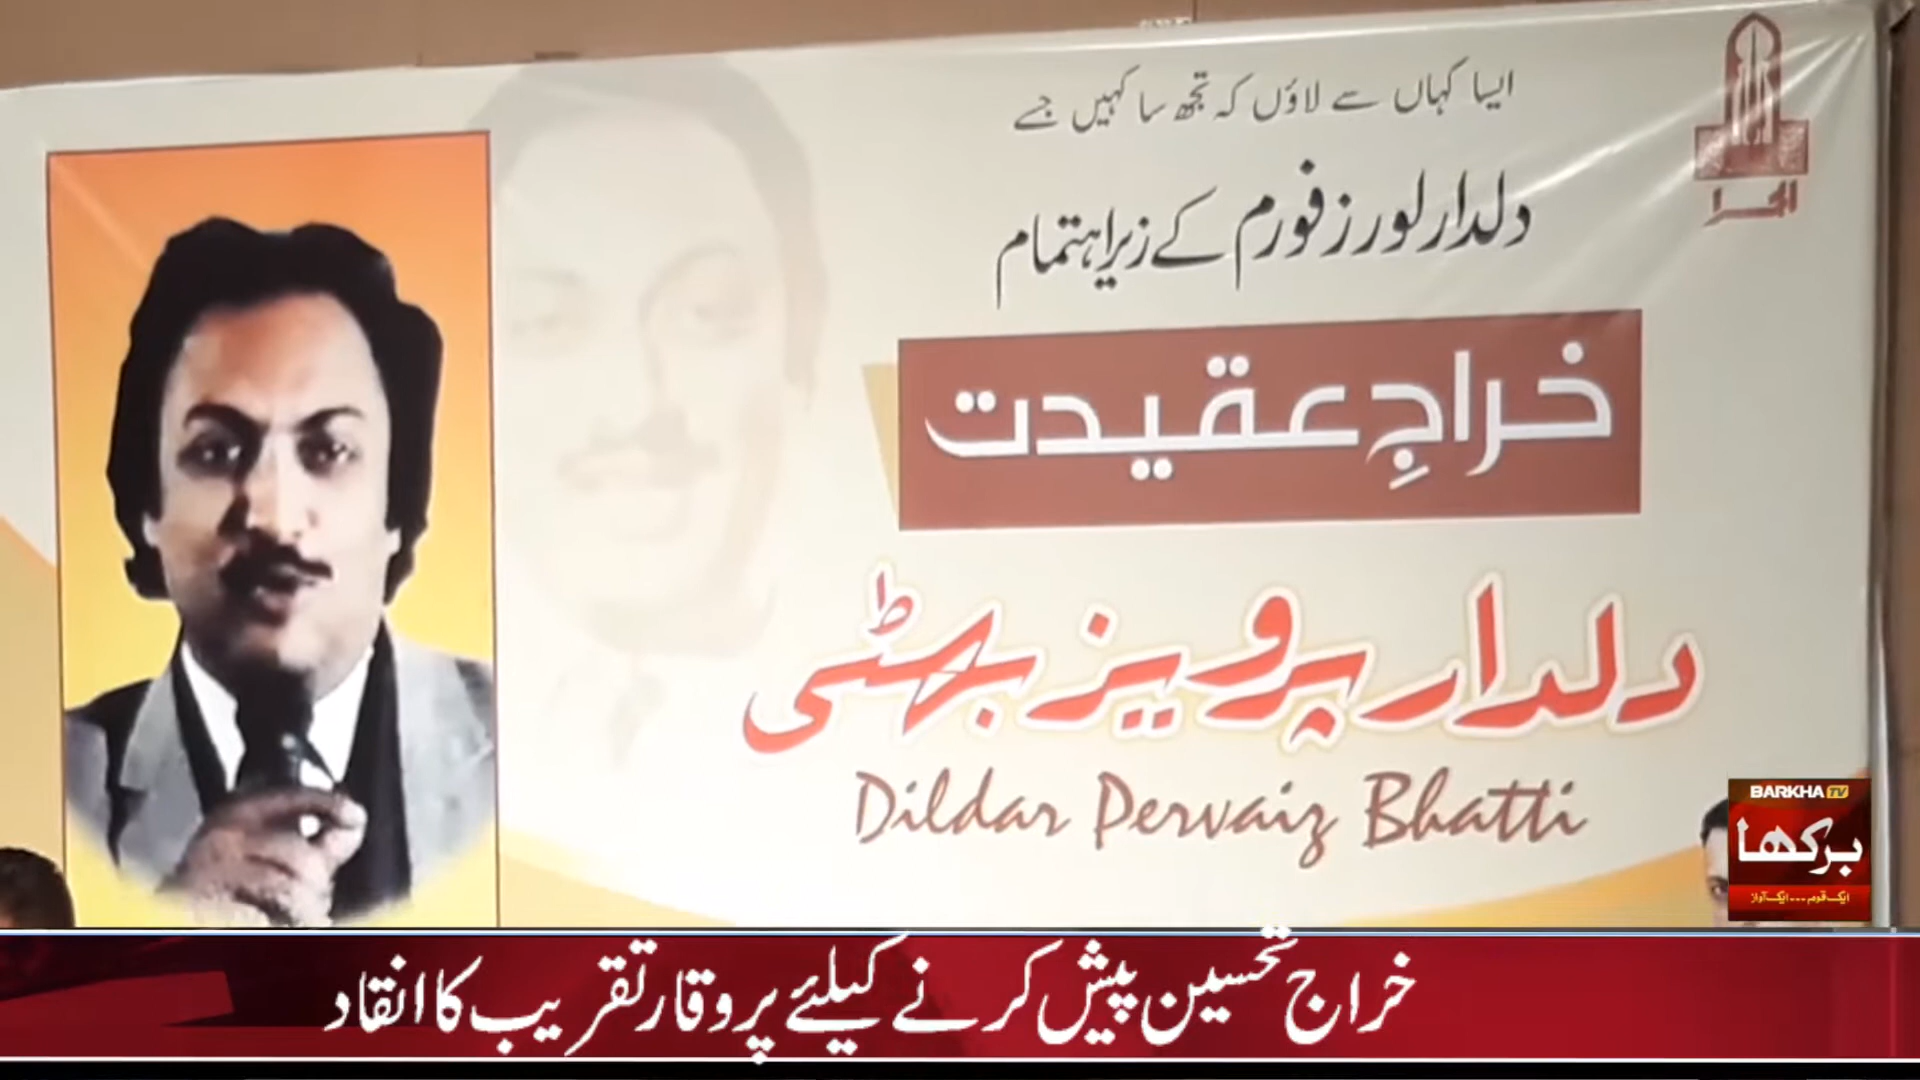 ایسا کہاں سے لاؤں کہ تجھ سا کہیں جسے
دلدار لورز فورم کے زیر اہتمام
الحمرا
خراجِ عقیدت
دلدار پرویز بھٹی
Dildar Pervaiz Bhatti
BARKHA TV
برکھا
ایک قوم ... ایک آواز
خراج تحسین پیش کرنے کیلئے پروقار تقریب کا انقاد